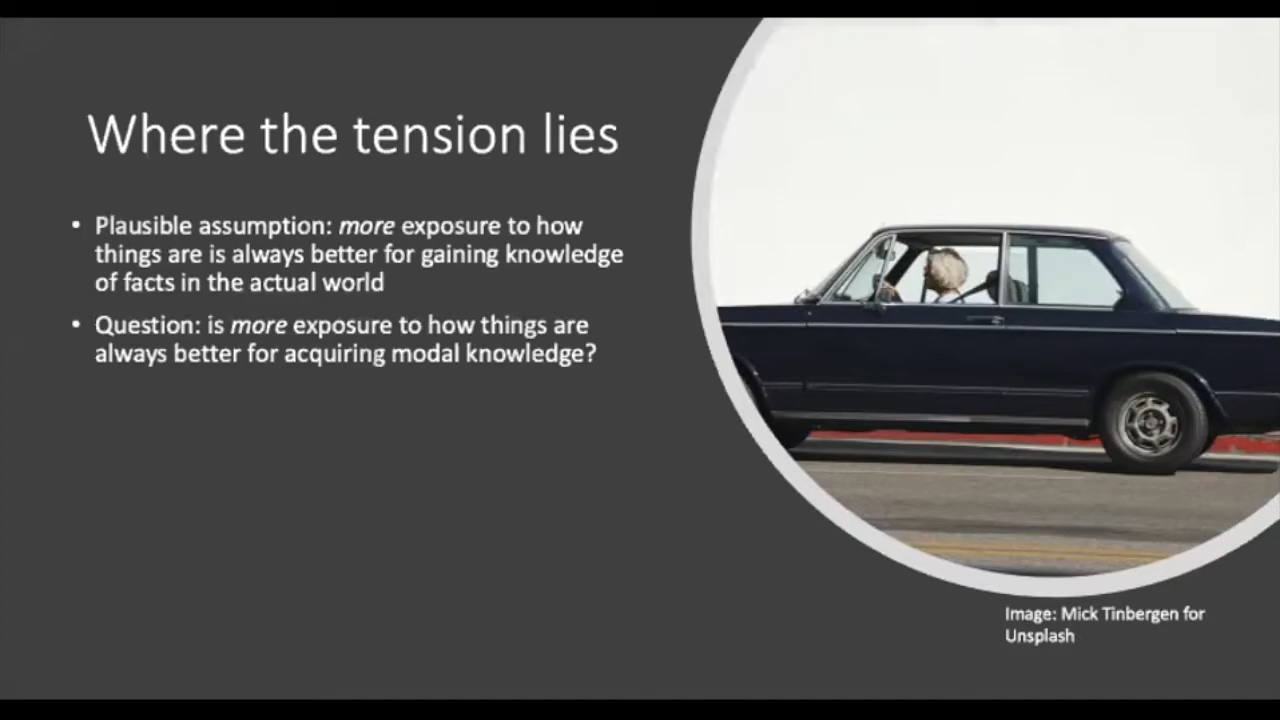 Where the tension lies
• Plausible assumption: more exposure to how
things are is always better for gaining knowledge
of facts in the actual world
• Question: is more exposure to how things are
always better for acquiring modal knowledge?
Image: Mick Tinbergen for
Unsplash